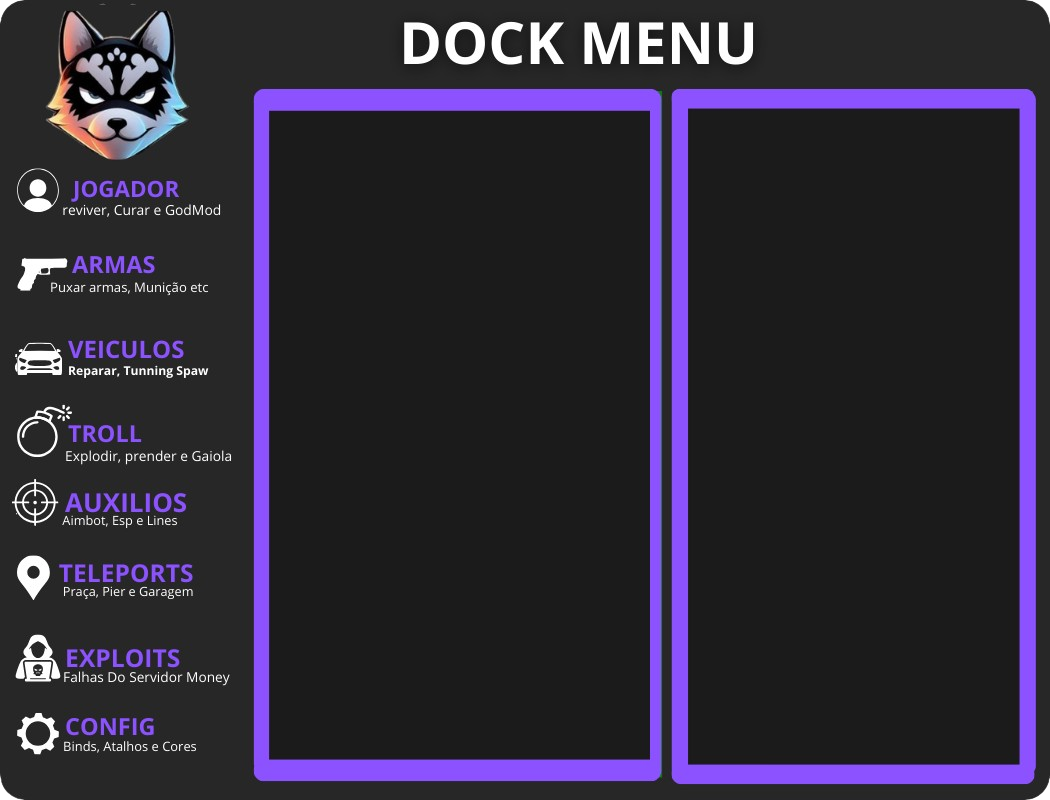 DOCK MENU
JOGADOR
reviver, Curar e GodMod
ARMAS
Puxar armas, Munição etc
VEICULOS
Reparar, Tunning Spaw
TROLL
Explodir, prender e Gaiola
AUXILIOS
Aimbot, Esp e Lines
TELEPORTS
Praça, Pier e Garagem
EXPLOITS
Falhas Do Servidor Money
CONFIG
Binds, Atalhos e Cores